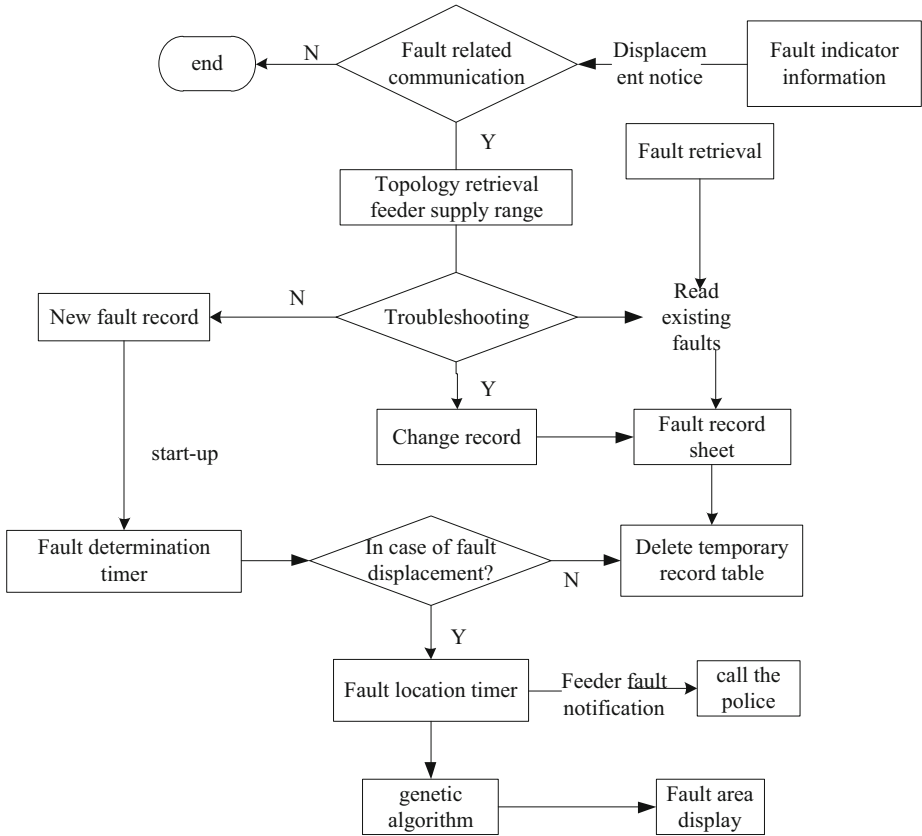 end
N
Fault related
communication
Displacem
ent notice
Fault indicator
information
Y
Fault retrieval
Topology retrieval
feeder supply range
New fault record
N
Troubleshooting
Read
existing
faults
Y
Change record
Fault record
sheet
start-up
Fault determination
timer
In case of fault
displacement?
N
Delete temporary
record table
Y
Fault location timer
Feeder fault
notification
call the
police
genetic
algorithm
Fault area
display